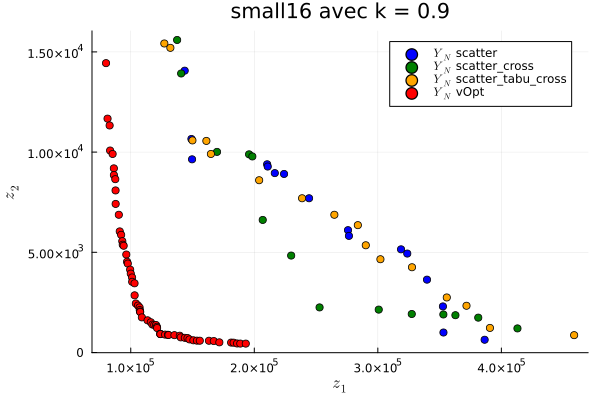 small16 avec k = 0.9
Y_N scatter
Y_N scatter_cross
Y_N scatter_tabu_cross
Y_N vOpt
1.50×10⁴
1.00×10⁴
5.00×10³
0
z₂
1.0×10⁵ 2.0×10⁵ 3.0×10⁵ 4.0×10⁵
z₁